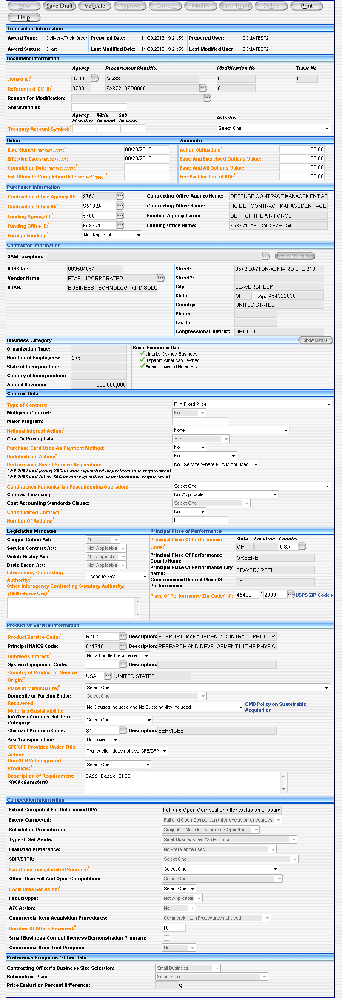 New Save Draft Validate Approve Correct Modify Save Tmplt Delete Print
Help
Transaction Information
Award Type: Delivery/Task Order Prepared Date: 11/20/2013 19:21:59 Prepared User: DCMATEST2
Award Status: Draft Last Modified Date: 11/20/2013 19:21:59 Last Modified User: DCMATEST2
Document Information
Agency Procurement Identifier Modification No Trans No
Award ID:* 9700 QQ88 0 0
Referenced IDV ID:* 9700 FA872107D0009 0
Reason For Modification:
Solicitation ID:
Agency Identifier Main Account Sub Account Initiative
Treasury Account Symbol:* Select One
Dates Amounts
Date Signed (mm/dd/yyyy) :* 08/20/2013 Action Obligation:* $0.00
Effective Date (mm/dd/yyyy) :* 08/20/2013 Base And Exercised Options Value:* $6.00
Completion Date (mm/dd/yyyy) :* Base And All Options Value:* $6.00
Est. Ultimate Completion Date (mm/dd/yyyy) :* Fee Paid for Use of IDV:* $0.00
Purchaser Information
Contracting Office Agency ID:* 9763 Contracting Office Agency Name: DEFENSE CONTRACT MANAGEMENT AG
Contracting Office ID:* S5102A Contracting Office Name: HQ DEF CONTRACT MANAGEMENT AGEI
Funding Agency ID:* 5700 Funding Agency Name: DEPT OF THE AIR FORCE
Funding Office ID:* FA8721 Funding Office Name: FA8721 AFLCMC PZE CM
Foreign Funding:* Not Applicable
Contractor Information
SAM Exception: Remove Exception
DUNS No: 883504854 Street: 3572 DAYTON-XENIA RD STE 210
Vendor Name: BTAS INCORPORATED Street2:
DBAN: BUSINESS TECHNOLOGY AND SOLU City: BEAVERCREEK
State: OH Zip: 454322838
Country: UNITED STATES
Phone:
Fax No:
Congressional District: OHIO 10
Business Category Show Details
Organization Type: Socio Economic Data
Number of Employees: 275 Minority Owned Business
State of Incorporation: Hispanic American Owned
Country of Incorporation: Woman Owned Business
Annual Revenue: $28,000,000
Contract Data
Type of Contract:* Firm Fixed Price
Multiyear Contract: No
Major Program:
National Interest Action:* None
Cost Or Pricing Data: Yes
Purchase Card Used As Payment Method:* No
Undefinitized Action:* No
Performance Based Service Acquisition:* No - Service where PBA is not used.
* FY 2004 and prior; 80% or more specified as performance requirement
* FY 2005 and later; 50% or more specified as performance requirement
Contingency Humanitarian Peacekeeping Operation:* Select One
Contract Financing: Not Applicable
Cost Accounting Standards Clause: Select One
Consolidated Contract:* No
Number Of Actions:* 1
Legislative Mandates Principal Place of Performance
Clinger-Cohen Act: No Principal Place Of Performance Code:* State Location Country
Service Contract Act: Not Applicable OH USA
Walsh-Healey Act: Not Applicable Principal Place Of Performance County Name: GREENE
Davis Bacon Act: Not Applicable Principal Place Of Performance City Name: BEAVERCREEK
Interagency Contracting Authority:* Economy Act Congressional District Place Of Performance: 10
Other Interagency Contracting Statutory Authority:
(1000 characters) * Place Of Performance Zip Code(+4):* 45432 - 2838 USPS ZIP Codes
Product Or Service Information
Product/Service Code:* R707 Description: SUPPORT- MANAGEMENT: CONTRACT/PROCURE
Principal NAICS Code: 541710 Description: RESEARCH AND DEVELOPMENT IN THE PHYSIC
Bundled Contract:* Not a bundled requirement
System Equipment Code: Description:
Country of Product or Service Origin:* USA UNITED STATES
Place of Manufacture:* Select One
Domestic or Foreign Entity: Select One
Recovered Materials/Sustainability:* No Clauses Included and No Sustainability Included OMB Policy on Sustainable Acquisition
InfoTech Commercial Item Category: Select One
Claimant Program Code: S1 Description: SERVICES
Sea Transportation: Unknown
GFE/GFP Provided Under This Action:* Transaction does not use GFE/GFP
Use Of EPA Designated Products:* Select One
Description Of Requirement:* PASS Basic IDIQ
(4000 characters)
Competition Information
Extent Competed For Referenced IDV: Full and Open Competition after exclusion of sourc
Extent Competed: Full and Open Competition after exclusion of sources
Solicitation Procedures: Subject to Multiple Award Fair Opportunity
Type Of Set Aside: Small Business Set Aside - Total
Evaluated Preference: No Preference used
SBIR/STTR: Select One
Fair Opportunity/Limited Sources:* Select One
Other Than Full And Open Competition: Select One
Local Area Set Aside:* Select One
FedBizOpps: Not Applicable
A76 Action: No
Commercial Item Acquisition Procedures: Commercial Item Procedures not used
Number Of Offers Received:* 10
Small Business Competitiveness Demonstration Program:
Commercial Item Test Program: No
Preference Programs / Other Data
Contracting Officer's Business Size Selection: Small Business
Subcontract Plan: Select One
Price Evaluation Percent Difference: %